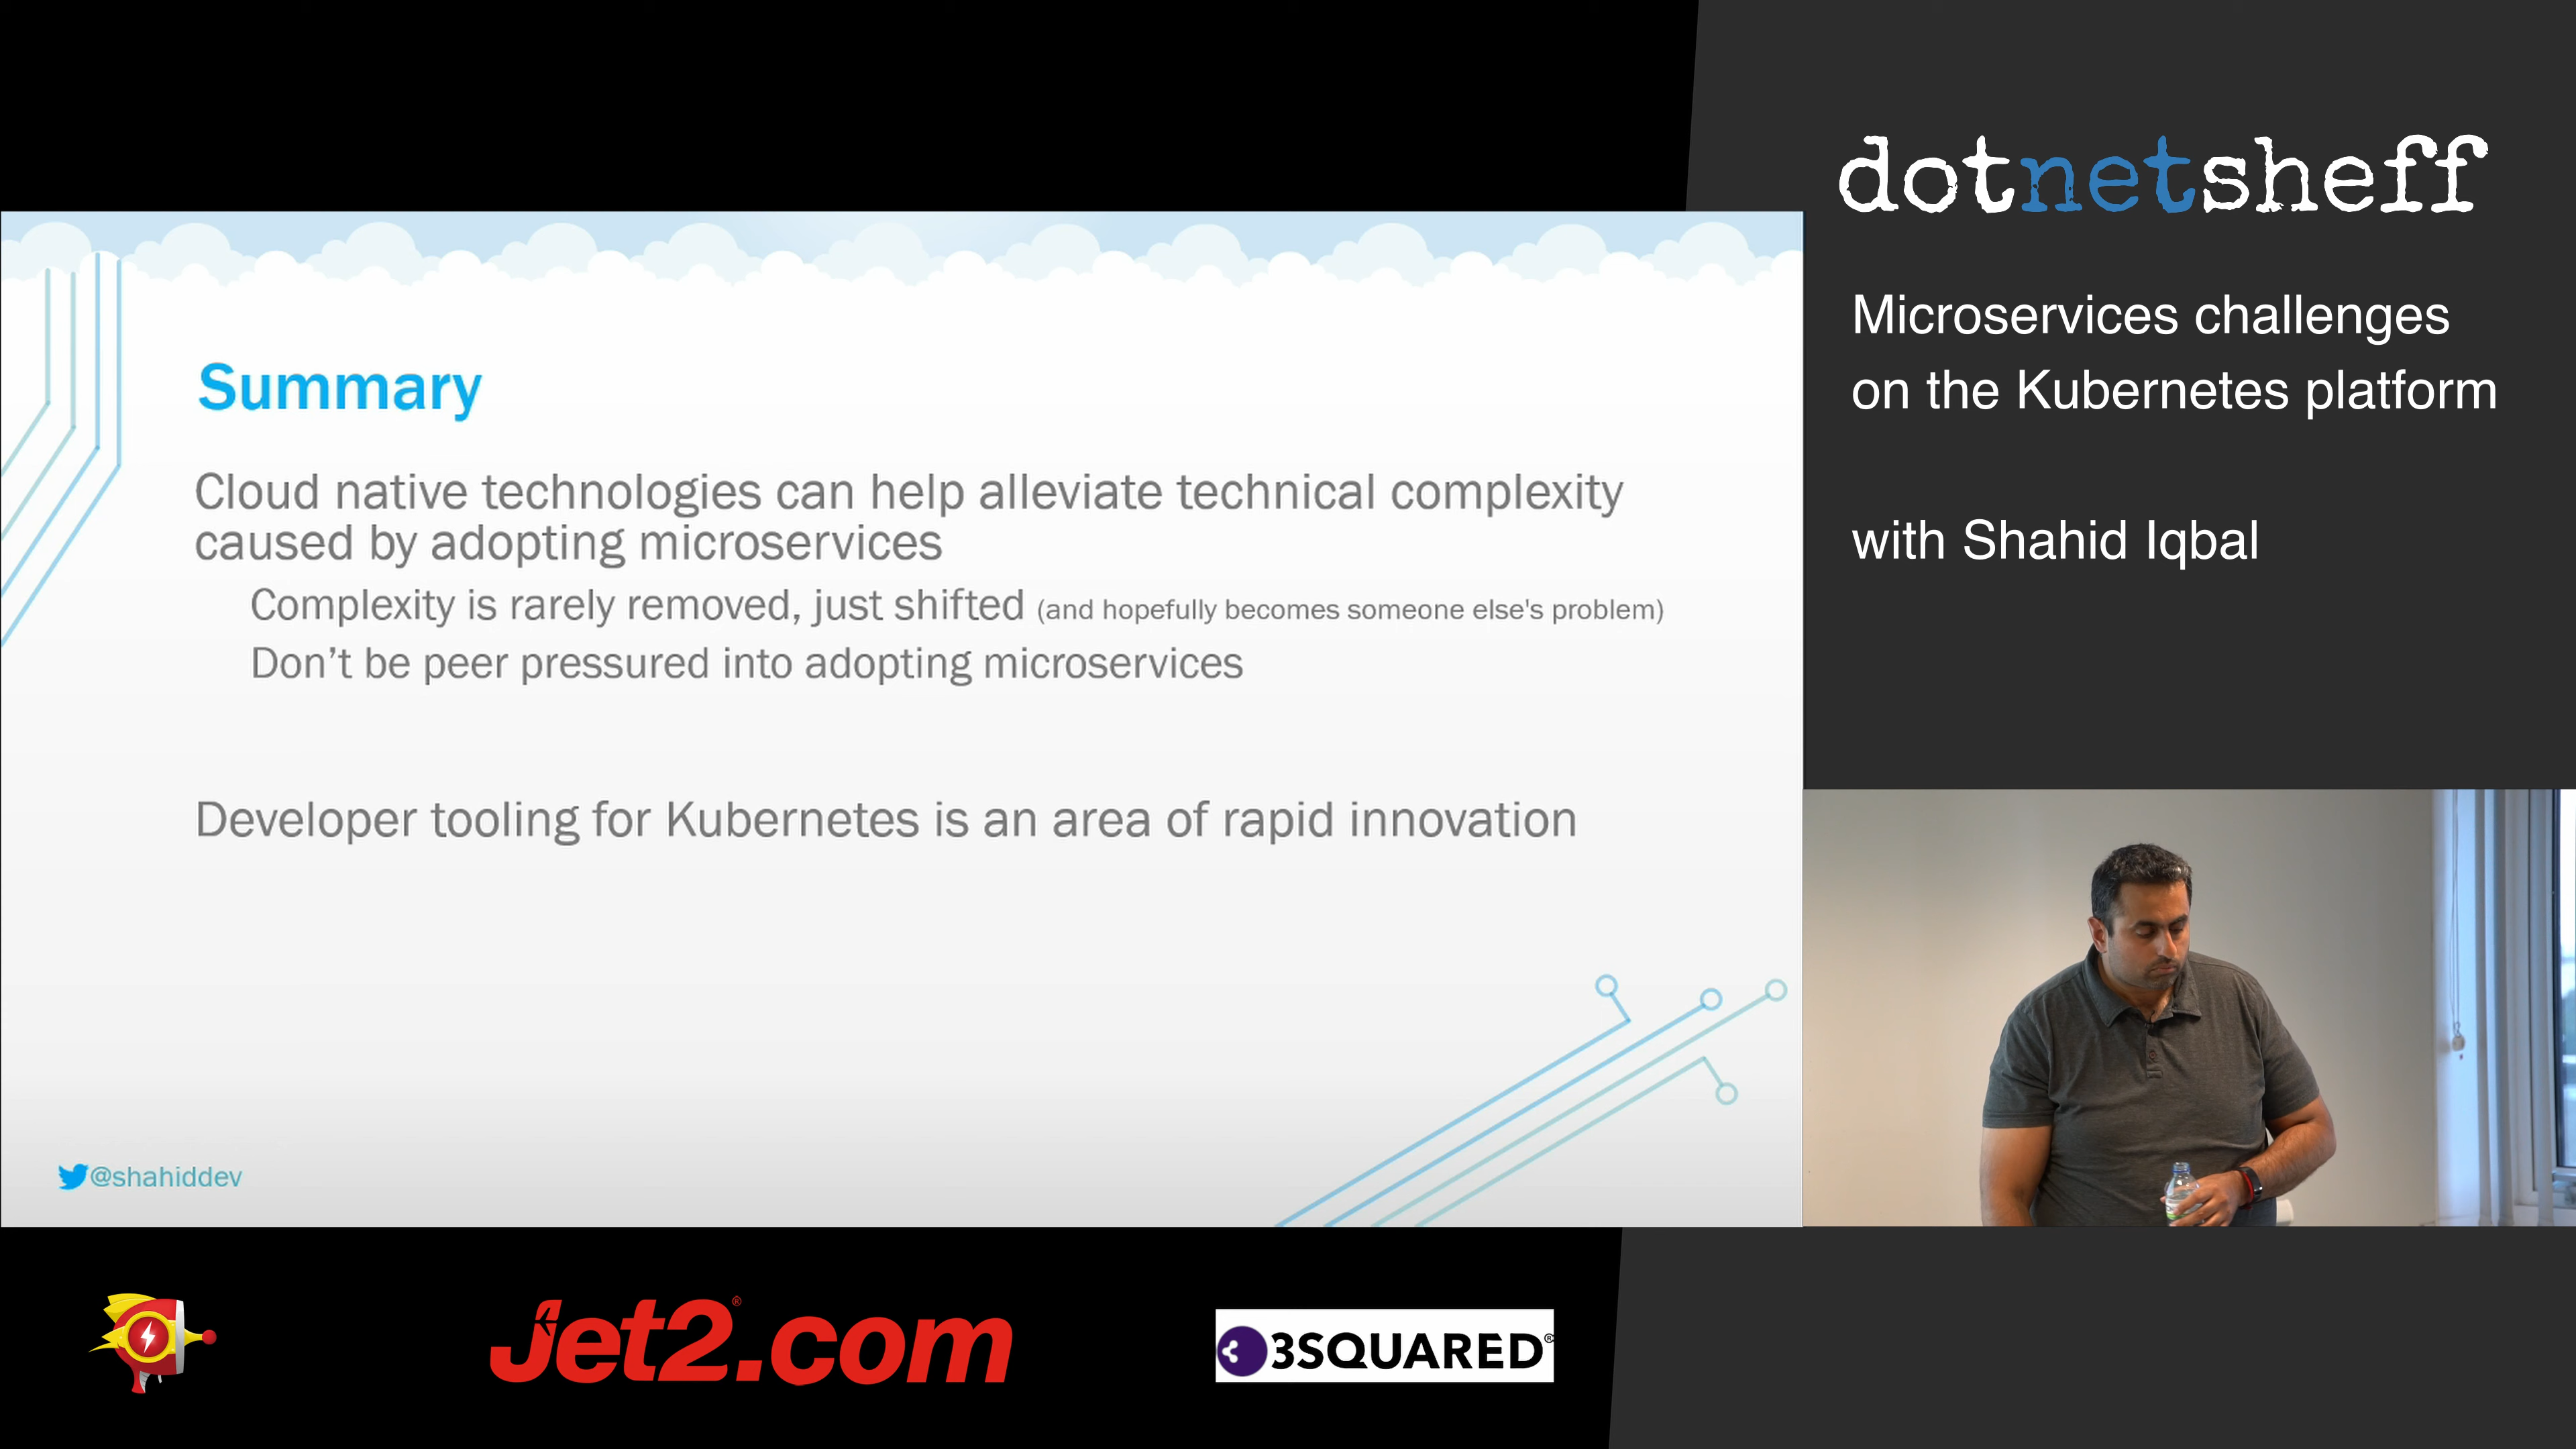 dotnetsheff
Microservices challenges
on the Kubernetes platform
with Shahid Iqbal
Summary
Cloud native technologies can help alleviate technical complexity
caused by adopting microservices
Complexity is rarely removed, just shifted (and hopefully becomes someone else's problem)
Don’t be peer pressured into adopting microservices
Developer tooling for Kubernetes is an area of rapid innovation
@shahiddev
Jet2.com®
3SQUARED®